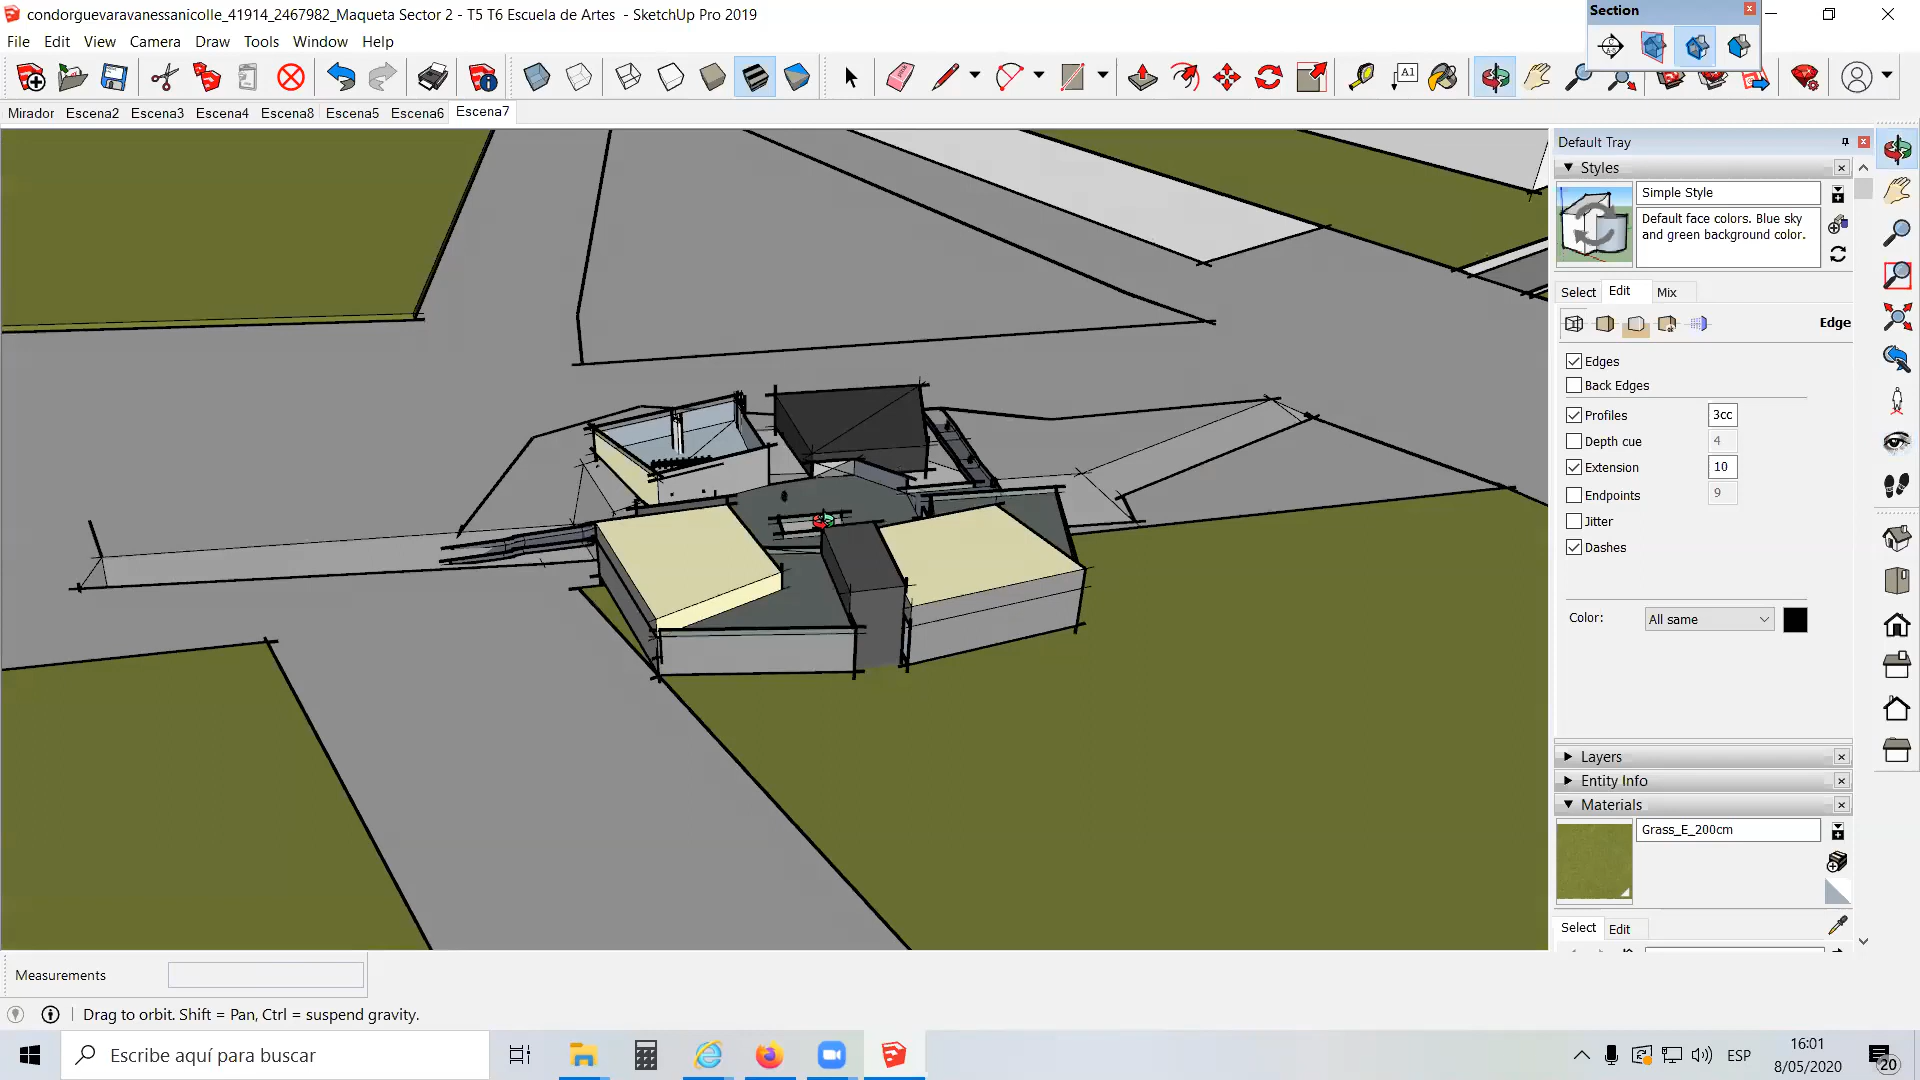 condorguevaravanessanicolle_41914_2467982_Maqueta Sector 2 - T5 T6 Escuela de Artes - SketchUp Pro 2019
Section
File Edit View Camera Draw Tools Window Help
A1
Mirador Escena2 Escena3 Escena4 Escena8 Escena5 Escena6 Escena7
Default Tray
Styles
Simple Style
Default face colors. Blue sky
and green background color.
Select Edit Mix
Edge
Edges
Back Edges
Profiles 3cc
Depth cue 4
Extension 10
Endpoints 9
Jitter
Dashes
Color: All same
Layers
Entity Info
Materials
Grass_E_200cm
Select Edit
Measurements
Drag to orbit. Shift = Pan, Ctrl = suspend gravity.
Escribe aquí para buscar
ESP
16:01
8/05/2020
20